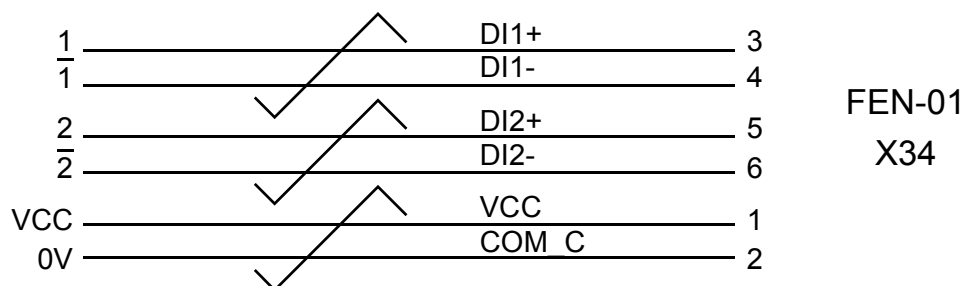 1 DI1+ 3
1̅ DI1- 4
FEN-01
2 DI2+ 5
X34
2̅ DI2- 6
VCC VCC 1
0V COM_C 2